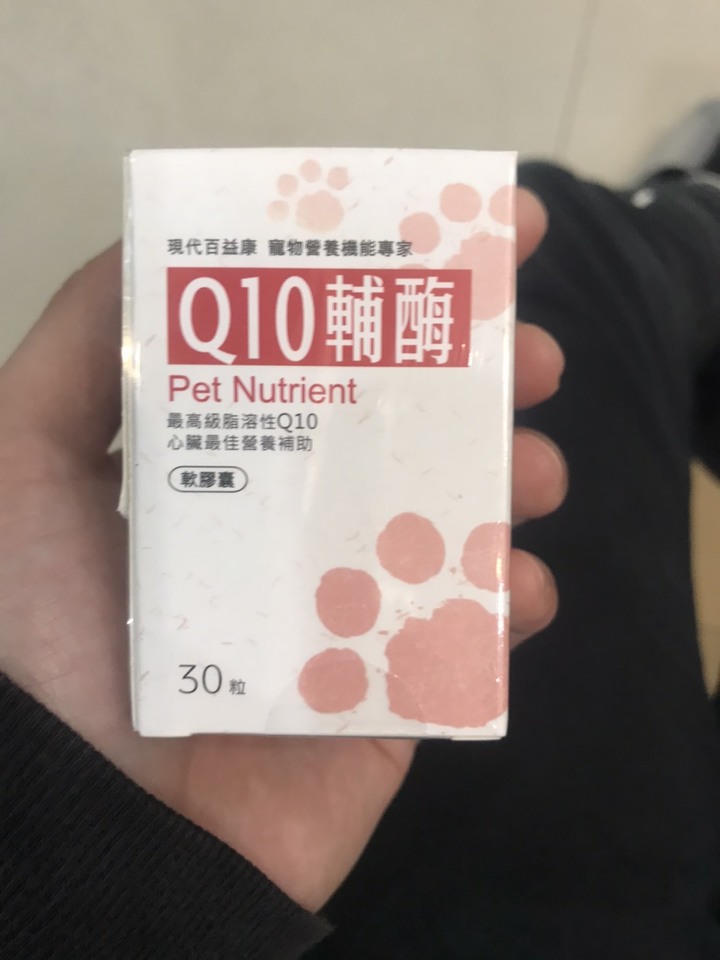 現代百益康 寵物營養機能專家
Q10輔酶
Pet Nutrient
最高級脂溶性Q10
心臟最佳營養補助
軟膠囊
30粒